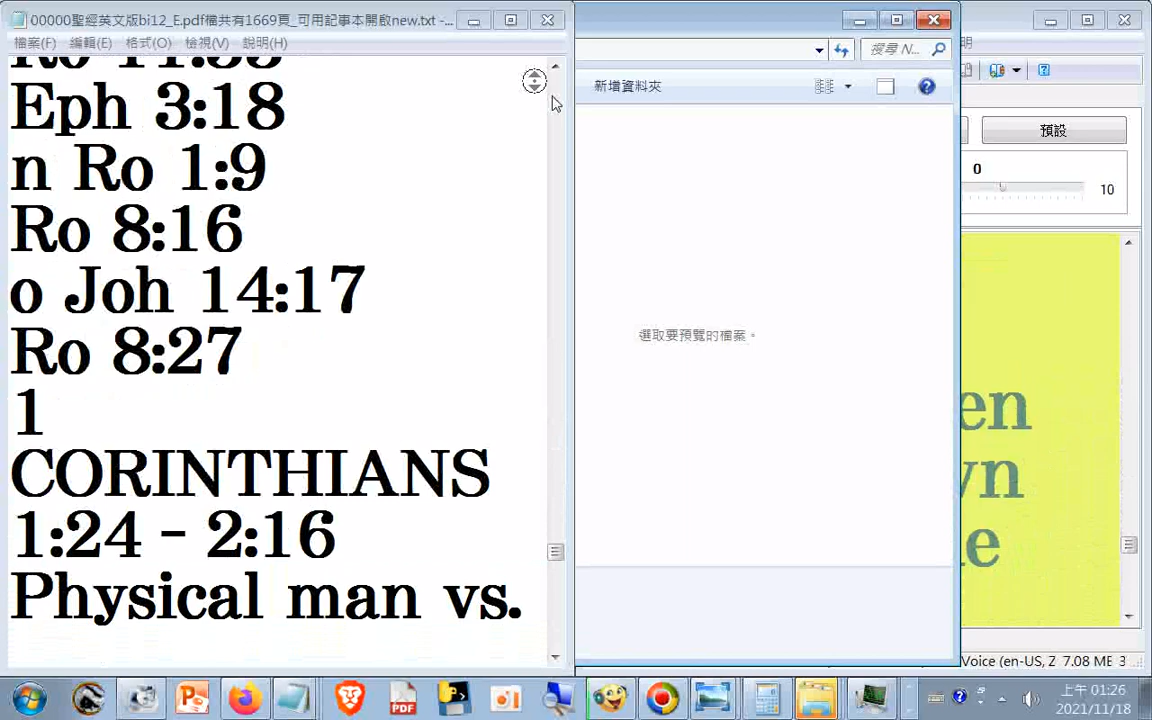 00000聖經英文版bi12_E.pdf檔共有1669頁_可用記事本開啟new.txt -...
檔案(F) 編輯(E) 格式(O) 檢視(V) 說明(H)
Ro 11:33
Eph 3:18
n Ro 1:9
Ro 8:16
o Joh 14:17
Ro 8:27
1
CORINTHIANS
1:24 - 2:16
Physical man vs.
搜尋 N...
新增資料夾
選取要預覽的檔案。
明
預設
0
10
en
wn
e
Voice (en-US, Z 7.08 ME 3
上午 01:26
2021/11/18